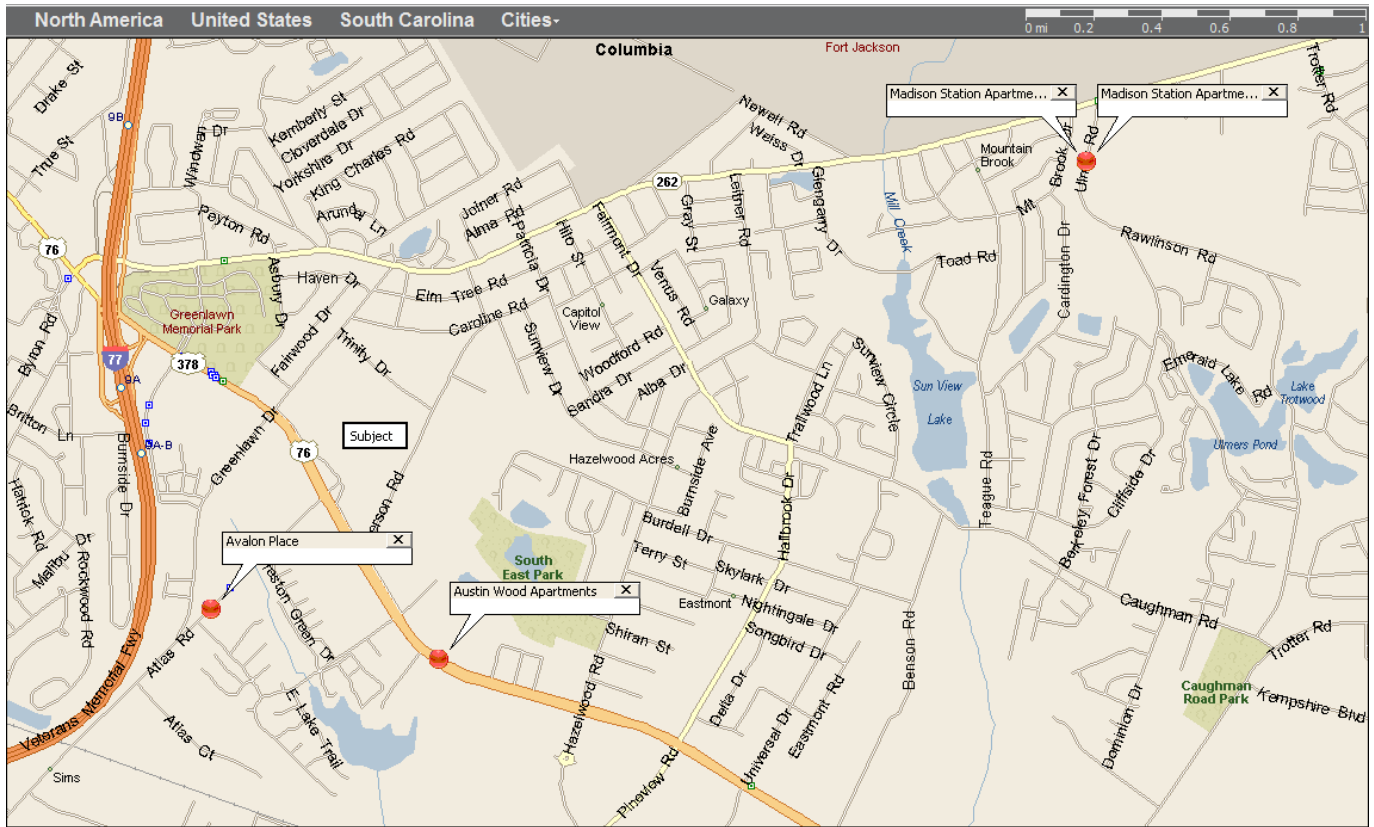 North America United States South Carolina Cities-
0 mi 0.2 0.4 0.6 0.8 1
Columbia
Fort Jackson
Trotter Rd
Drake St
Madison Station Apartme... X
Madison Station Apartme... X
9B
Kemberly St
Cloverdale Dr
Yorkshire Dr
King Charles Rd
Newell Rd
Weiss Dr
True St
Mountain
Brook
262
Glengarry Dr
Leitner Rd
Gray St
Joiner Rd
Alma Rd
Arundel Ln
Peyton Rd
Patricia Dr
Hilo St
Fairmont Dr
Mill Creek
Mt
76
Rawlinson Rd
Toad Rd
Cardington Dr
Asbury Dr
Haven Dr
Elm Tree Rd
Venus Rd
Galaxy
Greenlawn
Memorial Park
Caroline Rd
Capitol
View
Byron Rd
Fairwood Dr
Trinity Dr
Sunview Dr
Woodford Rd
Sandra Dr
Alba Dr
77
378
9A
Trailwood Ln
Sunview Circle
Sun View
Lake
Emerald Lake Rd
Lake
Trotwood
Britton Ln
Greenlawn Dr
Subject
Ulmers Pond
9A-B
76
Burnside Dr
Hazelwood Acres
Burnside Ave
Hallbrook Dr
Teague Rd
Berkeley Forest Dr
Cliffside Dr
Burdell Dr
Avalon Place X
South
East Park
Terry St
Skylark Dr
Rockwood Rd
Austin Wood Apartments X
Eastmont
Nightingale Dr
Caughman Rd
Shiran St
Songbird Dr
Atlas Rd
Trotter Rd
Benson Rd
Veterans Memorial Fwy
E Lake Trail
Hazelwood Rd
Delta Dr
Caughman
Road Park
Kempshire Blvd
Atlas Ct
Universal Dr
Eastmont Rd
Dominion Dr
Sims
Pineview Rd